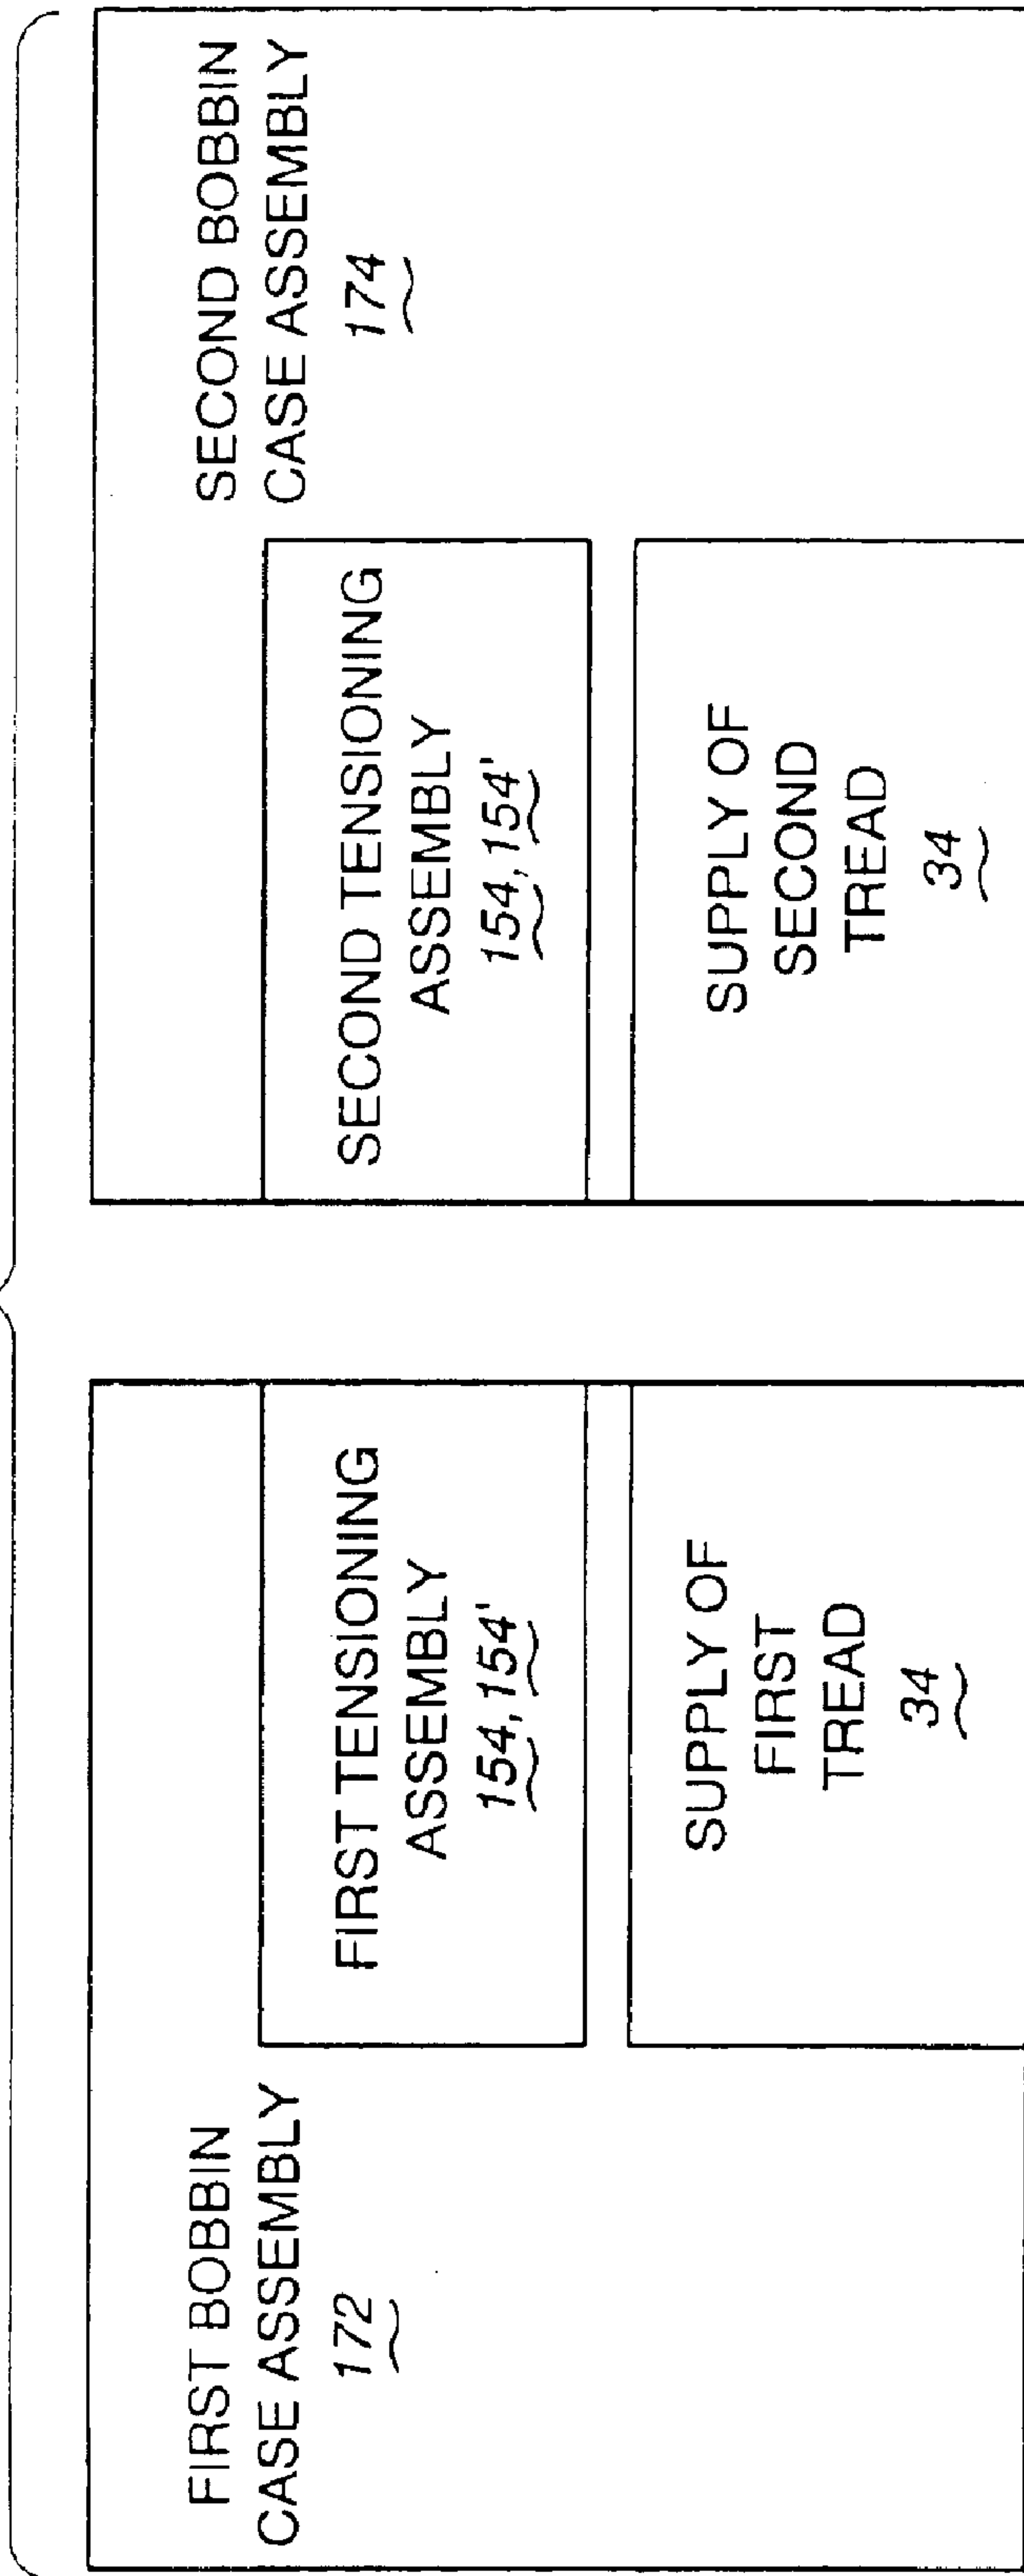 FIRST BOBBIN
CASE ASSEMBLY
172
FIRST TENSIONING
ASSEMBLY
154, 154'
SUPPLY OF
FIRST
TREAD
34
SECOND BOBBIN
CASE ASSEMBLY
174
SECOND TENSIONING
ASSEMBLY
154, 154'
SUPPLY OF
SECOND
TREAD
34